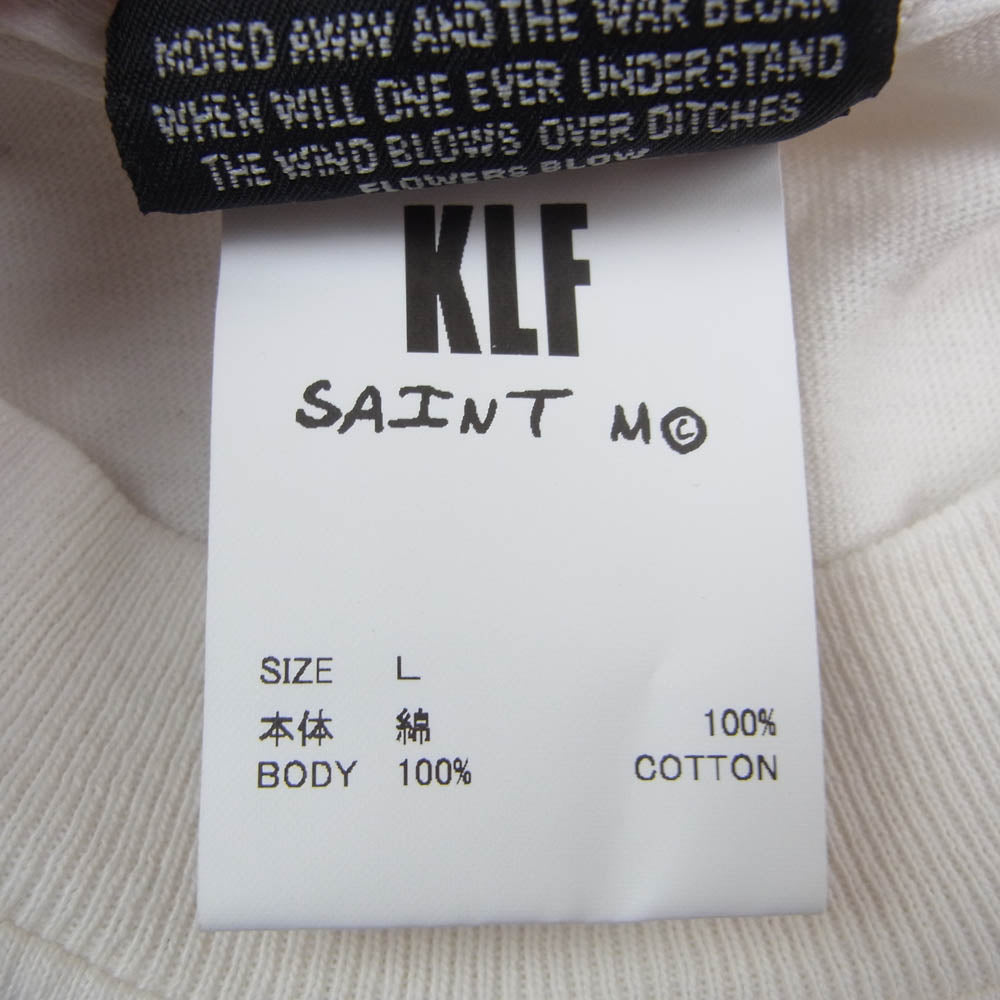 MOVED AWAY AND THE WAR BEGAN
WHEN WILL ONE EVER UNDERSTAND
THE WIND BLOWS OVER DITCHES
FLOWERS BLOW
KLF
SAINT M©
SIZE L
本体 綿 100%
BODY 100% COTTON